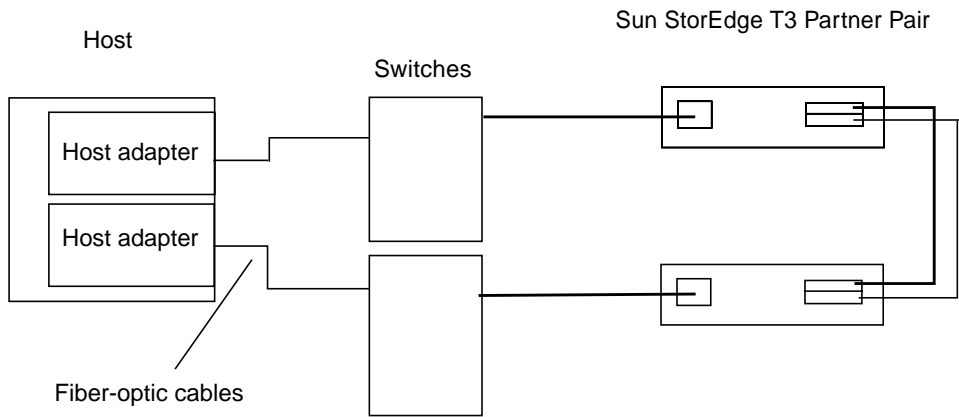 Sun StorEdge T3 Partner Pair
Host
Switches
Host adapter
Host adapter
Fiber-optic cables